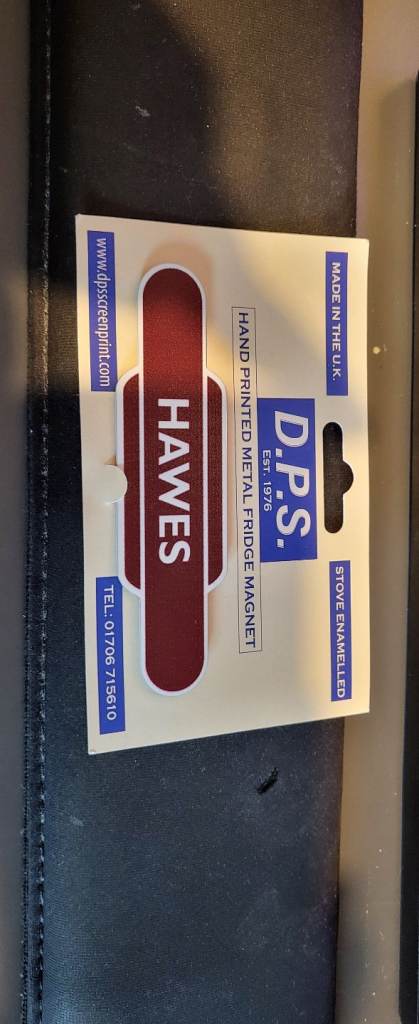 MADE IN THE U.K.
STOVE ENAMELLED
D.P.S.
EST. 1976
HAND PRINTED METAL FRIDGE MAGNET
HAWES
www.dpsscreenprint.com
TEL: 01706 715610